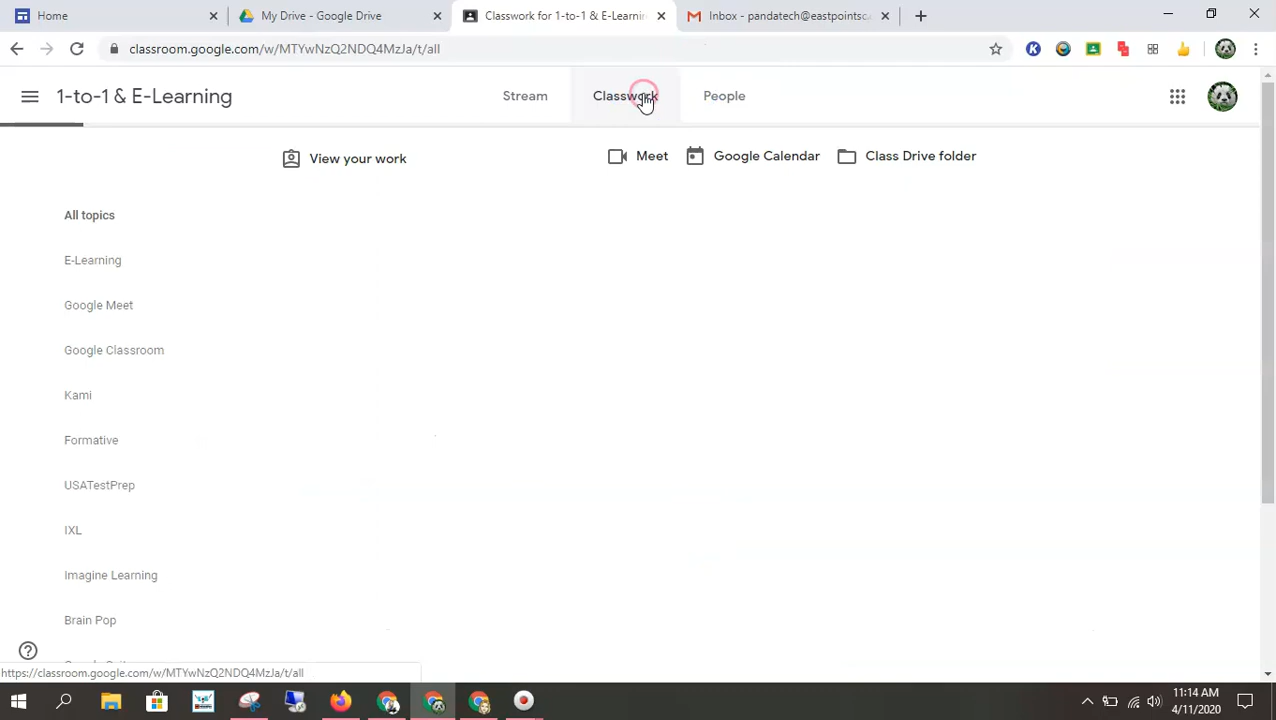 Home
My Drive - Google Drive
Classwork for 1-to-1 & E-Learnin
Inbox - pandatech@eastpointsc
classroom.google.com/w/MTYwNzQ2NDQ4MzJa/t/all
1-to-1 & E-Learning
Stream
Classwork
People
View your work
Meet
Google Calendar
Class Drive folder
All topics
E-Learning
Google Meet
Google Classroom
Kami
Formative
USATestPrep
IXL
Imagine Learning
Brain Pop
https://classroom.google.com/w/MTYwNzQ2NDQ4MzJa/t/all
11:14 AM
4/11/2020